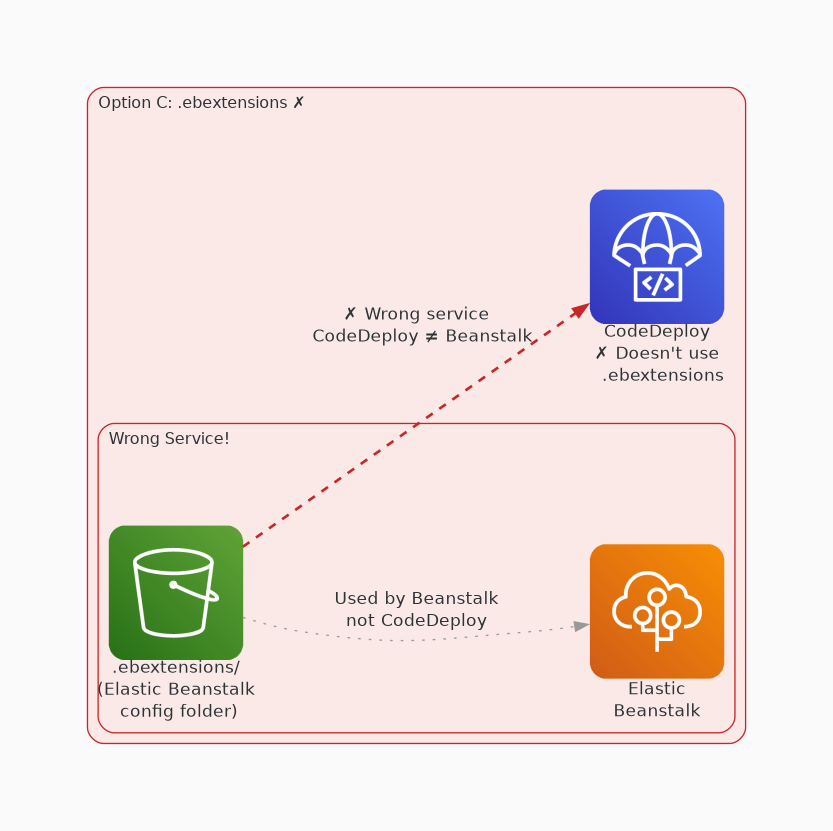 Option C: .ebextensions ✗
✗ Wrong service
CodeDeploy ≠ Beanstalk
CodeDeploy
✗ Doesn't use
.ebextensions
Wrong Service!
Used by Beanstalk
not CodeDeploy
.ebextensions/
(Elastic Beanstalk
config folder)
Elastic
Beanstalk